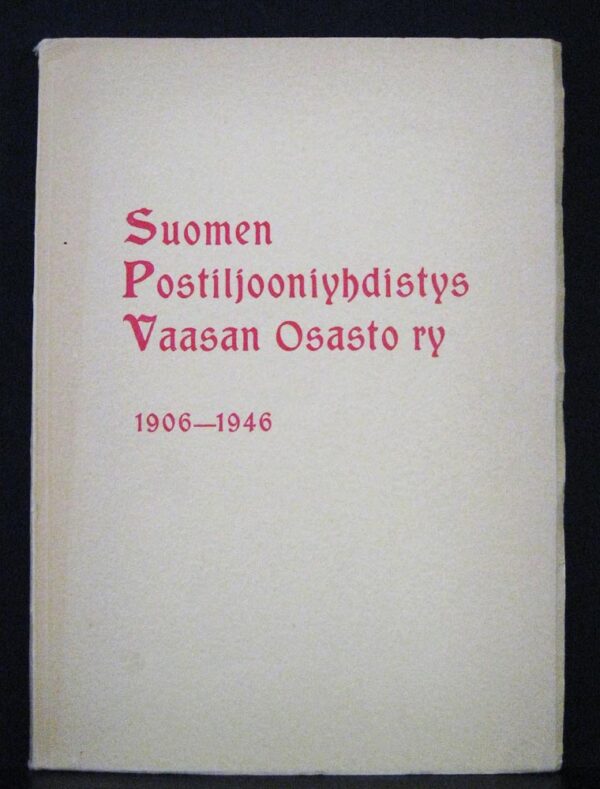 Suomen
Postiljooniyhdistys
Vaasan Osasto ry
1906—1946